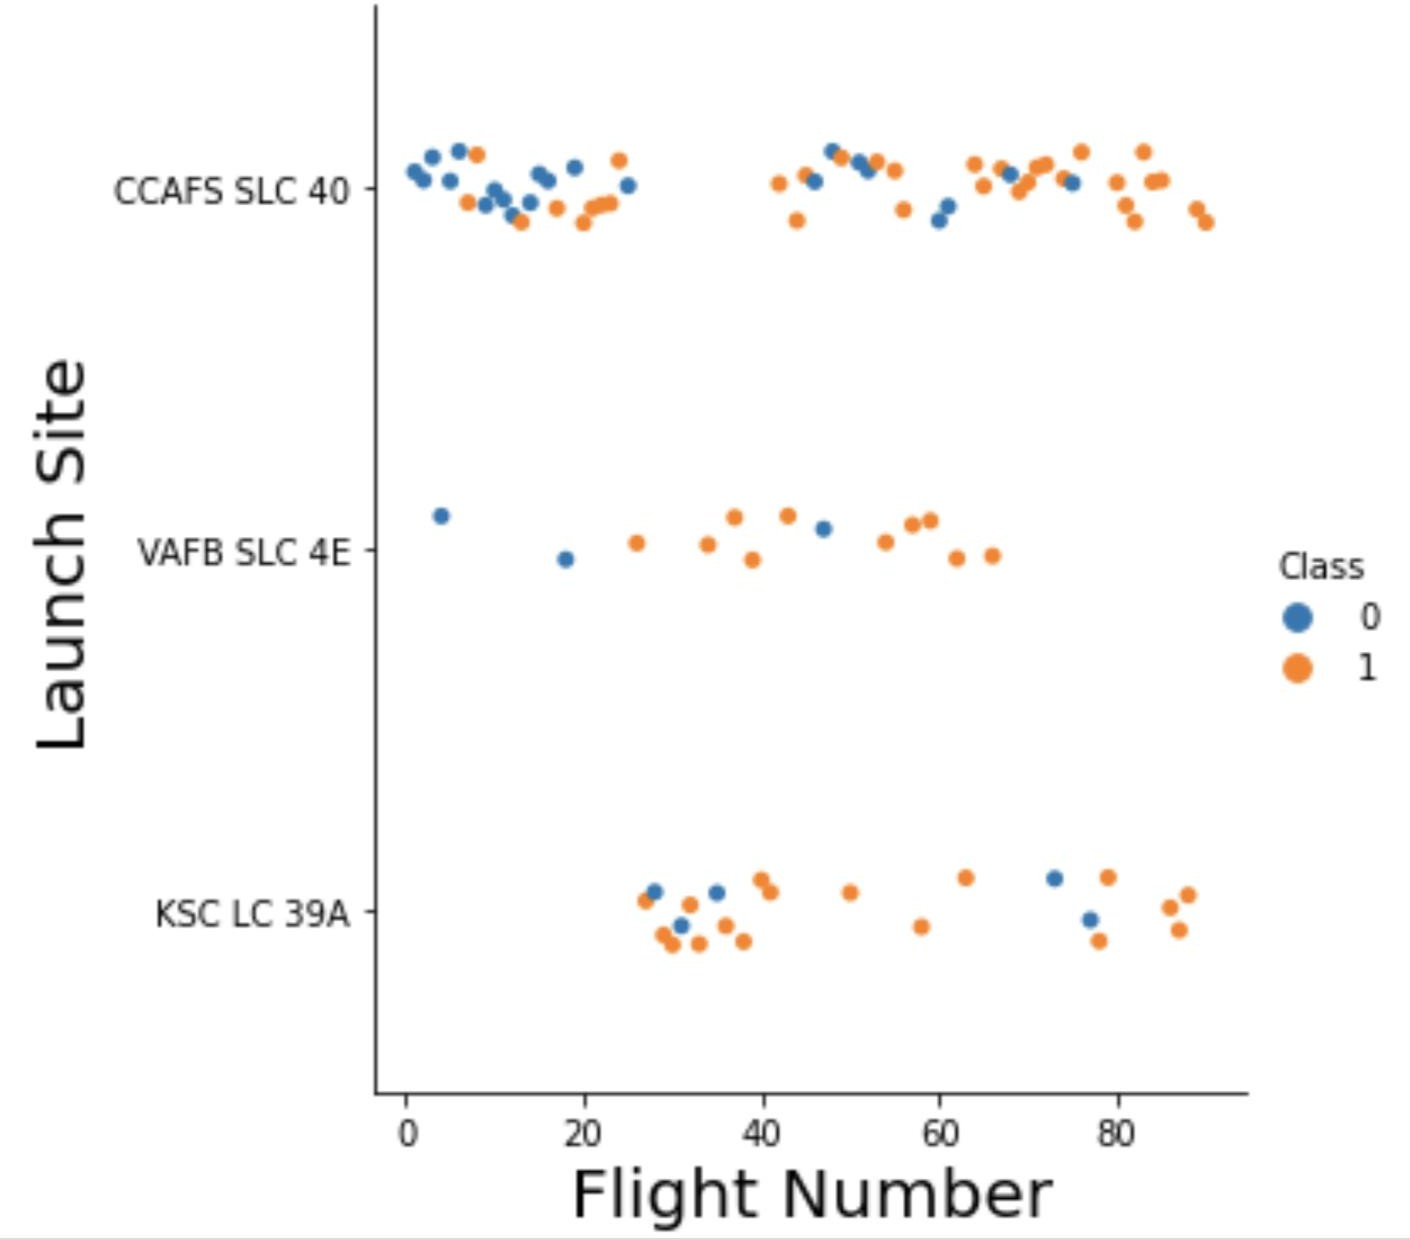 Launch Site
CCAFS SLC 40
VAFB SLC 4E
KSC LC 39A
0 20 40 60 80
Flight Number
Class
0
1